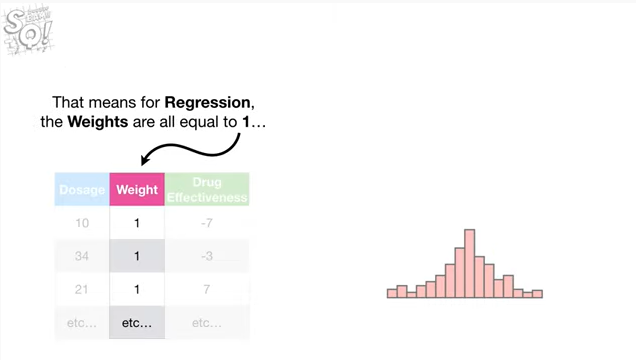 SQ!
That means for Regression,
the Weights are all equal to 1…
Dosage Weight Drug Effectiveness
10 1 -7
34 1 -3
21 1 7
etc… etc… etc…